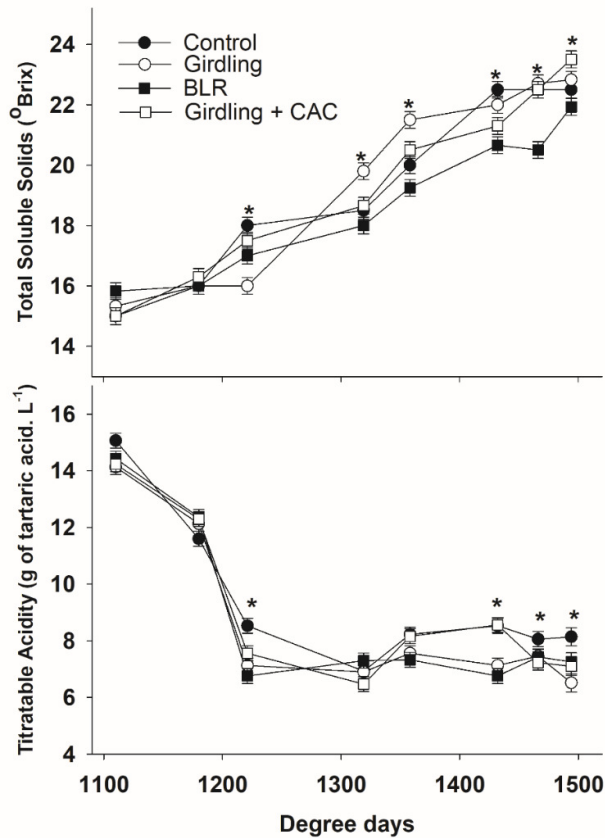 Total Soluble Solids (ºBrix)
24
22
20
18
16
14
Control
Girdling
BLR
Girdling + CAC
* * * * * *
Titratable Acidity (g of tartaric acid. L-1)
16
14
12
10
8
6
4
* * * *
1100 1200 1300 1400 1500
Degree days